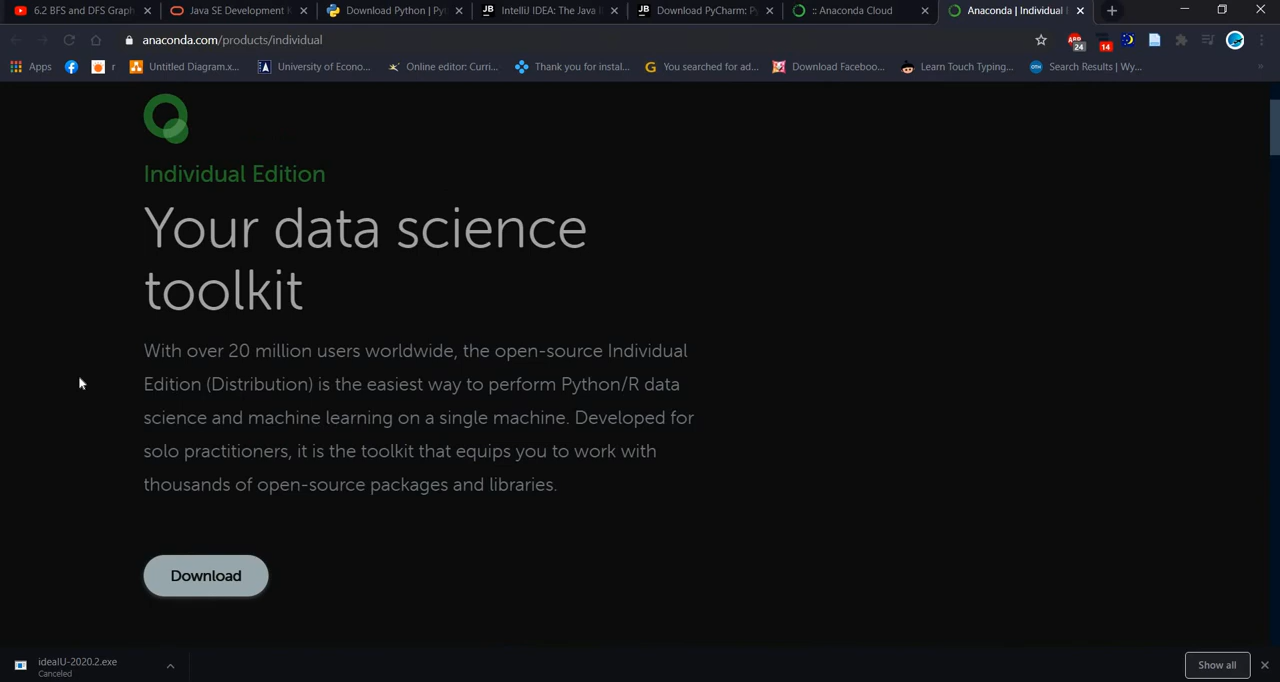 6.2 BFS and DFS Graph
Java SE Development
Download Python | Py
IntelliJ IDEA: The Java
Download PyCharm: Py
:: Anaconda Cloud
Anaconda | Individual
anaconda.com/products/individual
24
14
Apps
r
Untitled Diagram.x...
University of Econo...
Online editor: Curri...
Thank you for instal...
You searched for ad...
Download Faceboo...
Learn Touch Typing...
Search Results | Wy...
Individual Edition
Your data science
toolkit
With over 20 million users worldwide, the open-source Individual
Edition (Distribution) is the easiest way to perform Python/R data
science and machine learning on a single machine. Developed for
solo practitioners, it is the toolkit that equips you to work with
thousands of open-source packages and libraries.
Download
ideaIU-2020.2.exe
Canceled
Show all